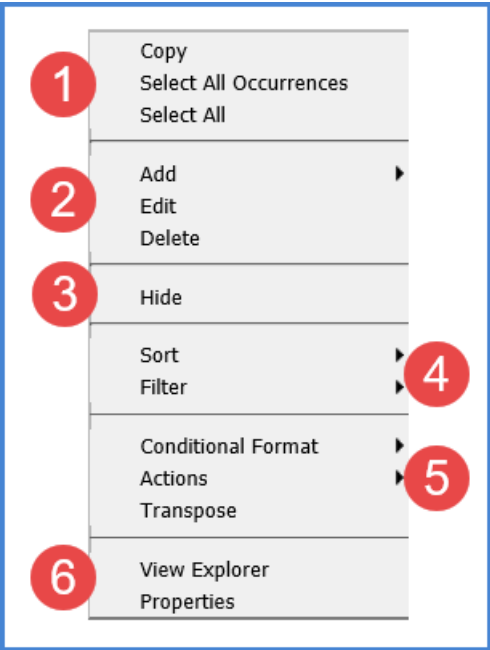 1
Copy
Select All Occurrences
Select All
2
Add
Edit
Delete
3
Hide
Sort
Filter
4
Conditional Format
Actions
5
Transpose
6
View Explorer
Properties